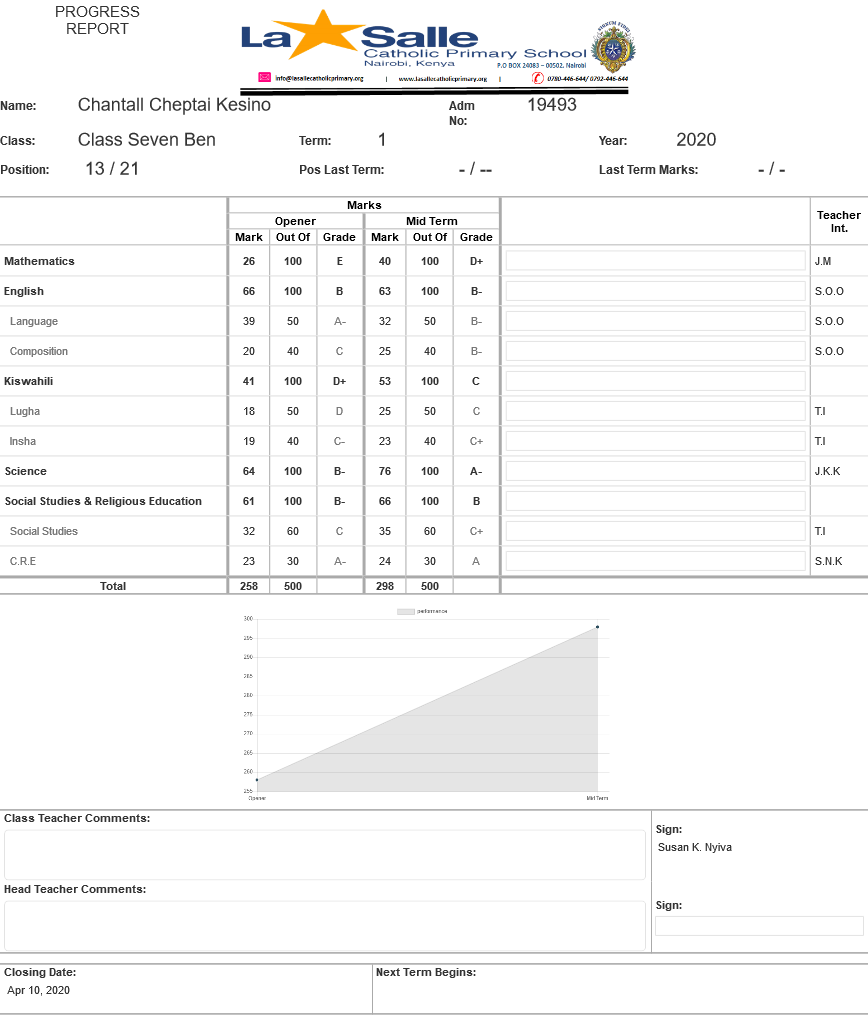 PROGRESS
REPORT
La Salle
Catholic Primary School
Nairobi, Kenya
P.O BOX 24083 – 00502, Nairobi
info@lasallecatholicprimary.org | www.lasallecatholicprimary.org | 0780-446-644/ 0792-446-644
Name: Chantall Cheptai Kesino Adm No: 19493
Class: Class Seven Ben Term: 1 Year: 2020
Position: 13 / 21 Pos Last Term: - / -- Last Term Marks: - / -
Marks
Opener Mid Term Teacher Int.
Mark Out Of Grade Mark Out Of Grade
Mathematics 26 100 E 40 100 D+ J.M
English 66 100 B 63 100 B- S.O.O
Language 39 50 A- 32 50 B- S.O.O
Composition 20 40 C 25 40 B- S.O.O
Kiswahili 41 100 D+ 53 100 C
Lugha 18 50 D 25 50 C T.I
Insha 19 40 C- 23 40 C+ T.I
Science 64 100 B- 76 100 A- J.K.K
Social Studies & Religious Education 61 100 B- 66 100 B
Social Studies 32 60 C 35 60 C+ T.I
C.R.E 23 30 A- 24 30 A S.N.K
Total 258 500 298 500
performance
300
295
290
285
280
275
270
265
260
255
Opener Mid Term
Class Teacher Comments:
Sign:
Susan K. Nyiva
Head Teacher Comments:
Sign:
Closing Date: Next Term Begins:
Apr 10, 2020